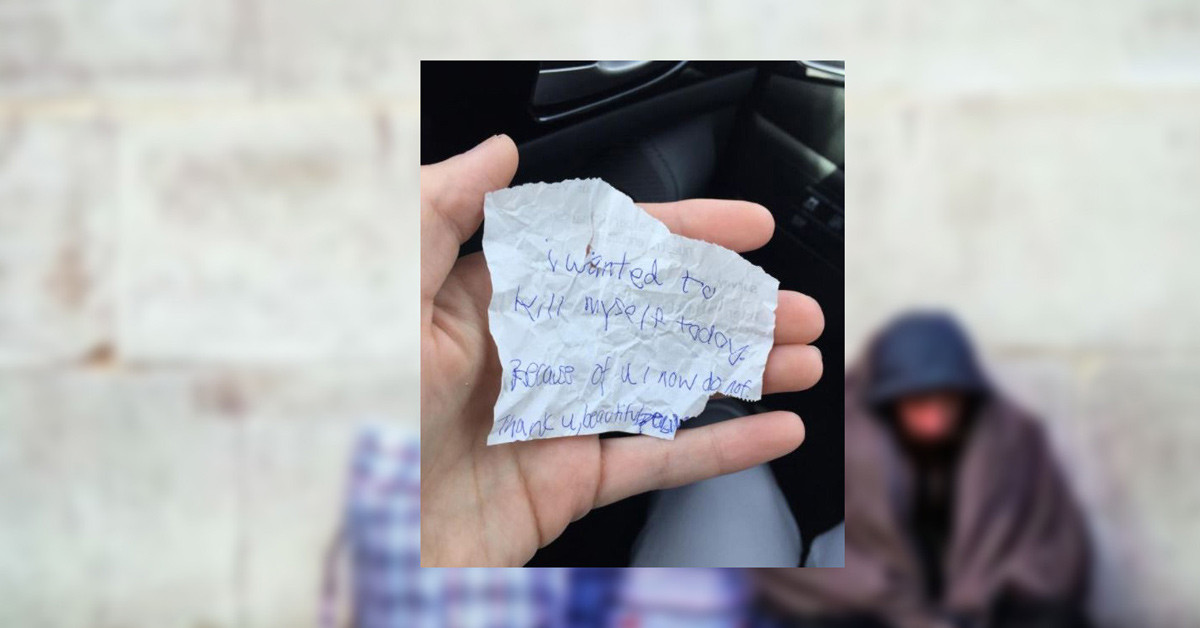 i wanted to
kill myself today.
Because of u i now do not
Thank u, beautiful